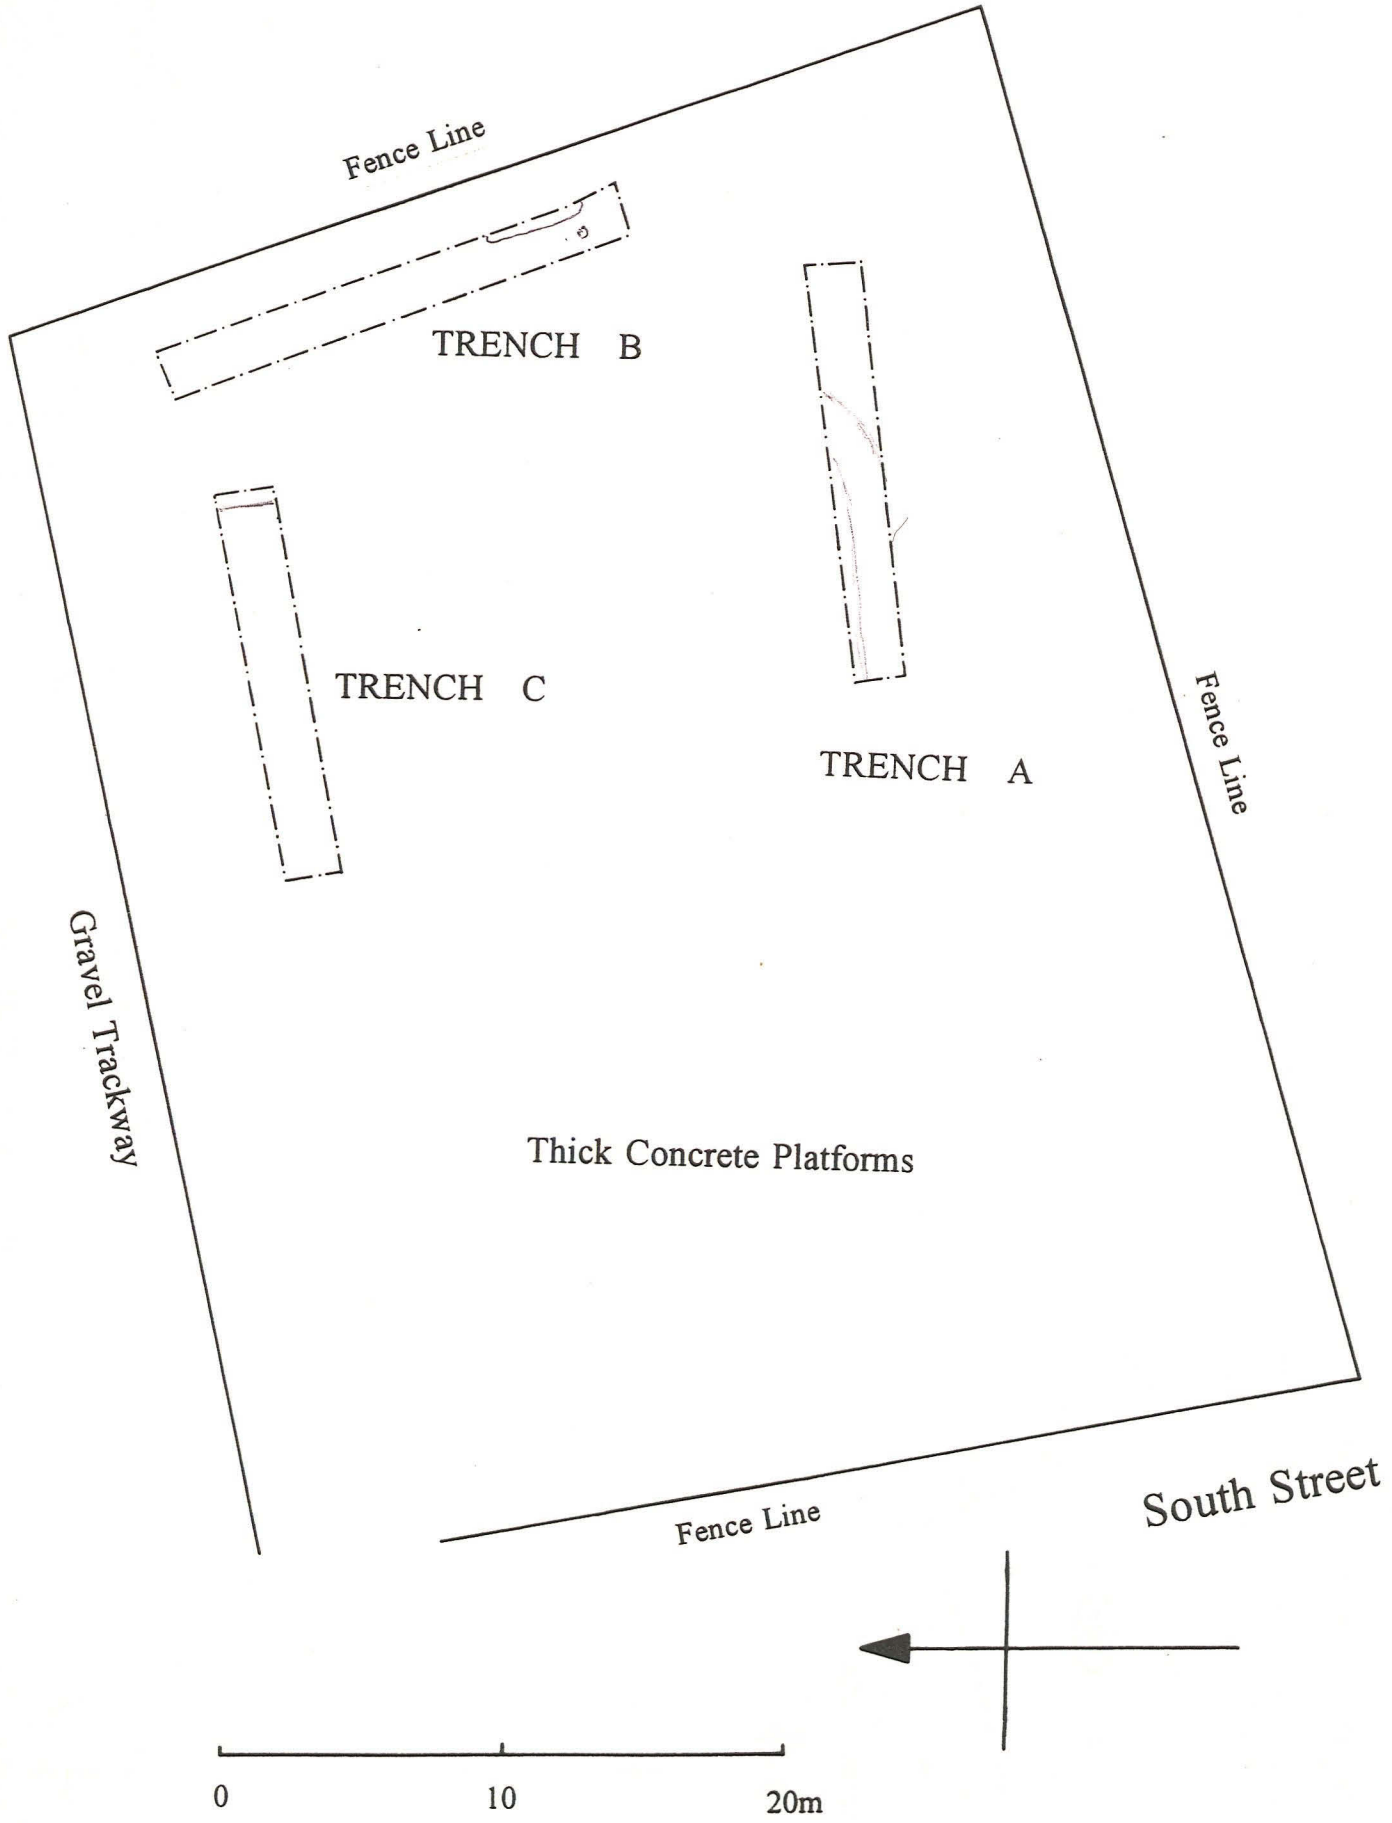 Fence Line
TRENCH B
TRENCH C
Fence Line
TRENCH A
Gravel Trackway
Thick Concrete Platforms
South Street
Fence Line
0 10 20m